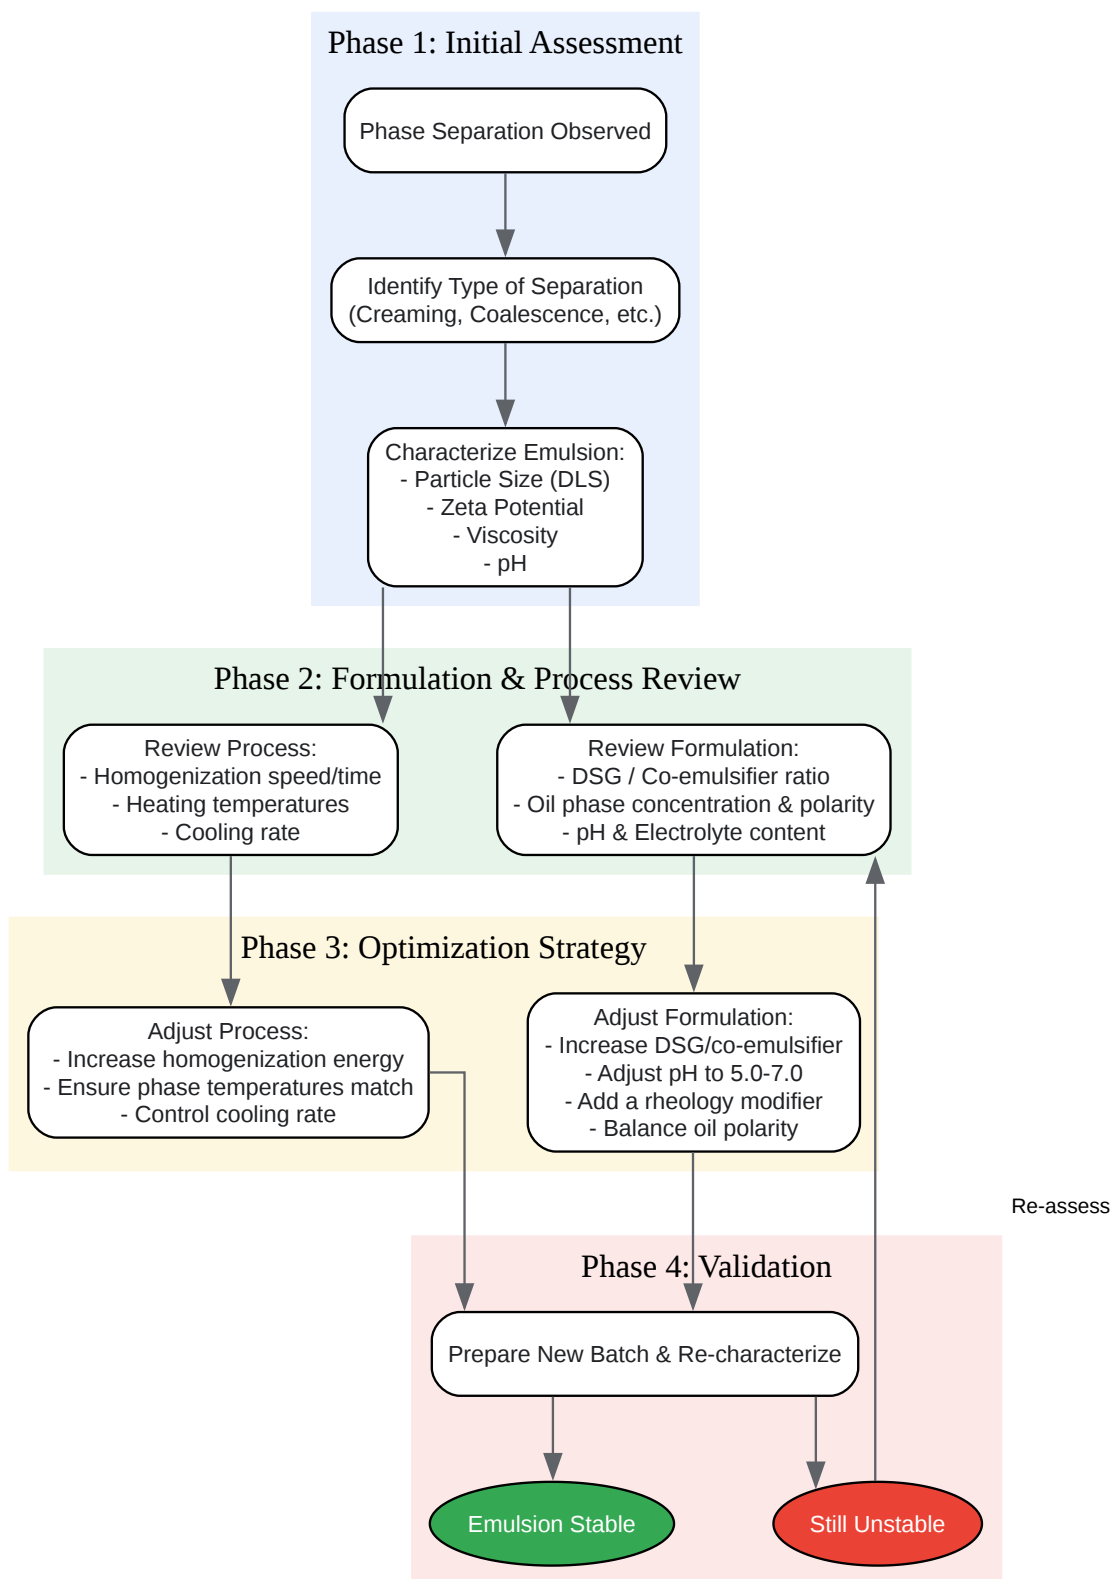 Phase 1: Initial Assessment
Phase Separation Observed
Identify Type of Separation
(Creaming, Coalescence, etc.)
Characterize Emulsion:
- Particle Size (DLS)
- Zeta Potential
- Viscosity
- pH
Phase 2: Formulation & Process Review
Review Process:
- Homogenization speed/time
- Heating temperatures
- Cooling rate
Review Formulation:
- DSG / Co-emulsifier ratio
- Oil phase concentration & polarity
- pH & Electrolyte content
Phase 3: Optimization Strategy
Adjust Process:
- Increase homogenization energy
- Ensure phase temperatures match
- Control cooling rate
Adjust Formulation:
- Increase DSG/co-emulsifier
- Adjust pH to 5.0-7.0
- Add a rheology modifier
- Balance oil polarity
Re-assess
Phase 4: Validation
Prepare New Batch & Re-characterize
Emulsion Stable
Still Unstable